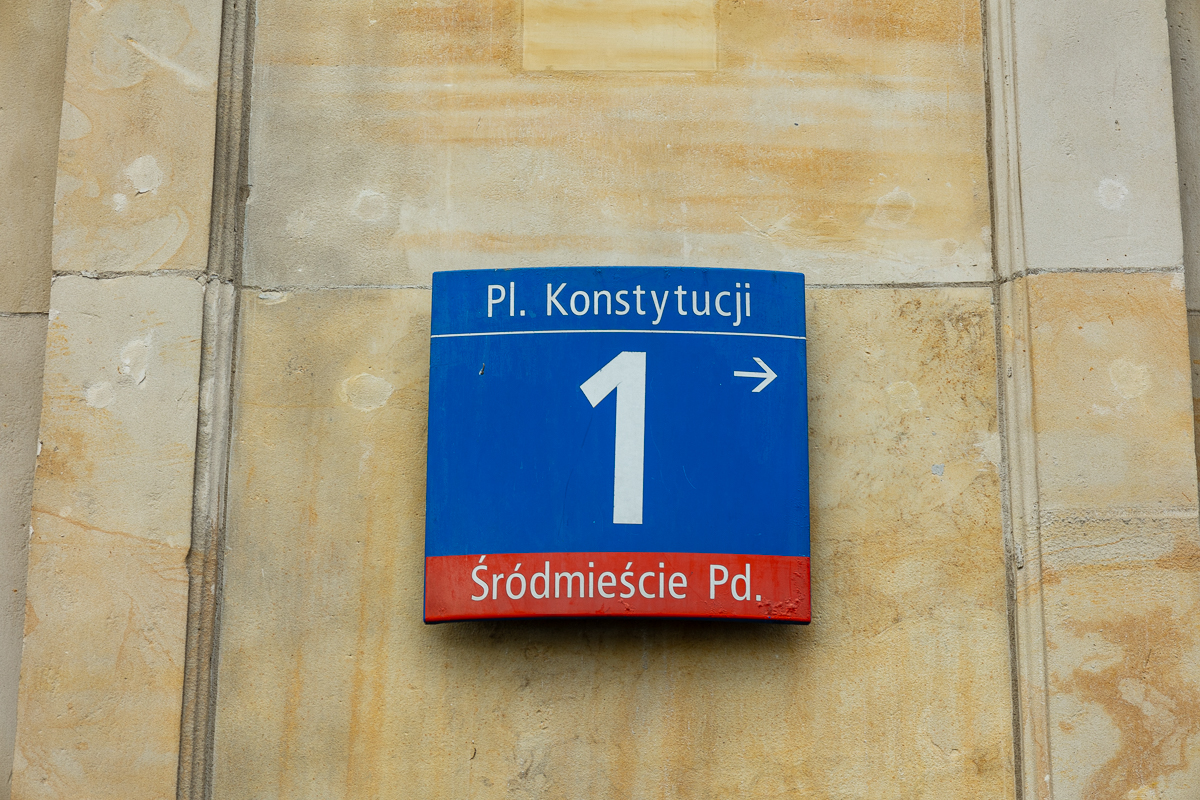 Pl. Konstytucji
1 →
Śródmieście Pd.